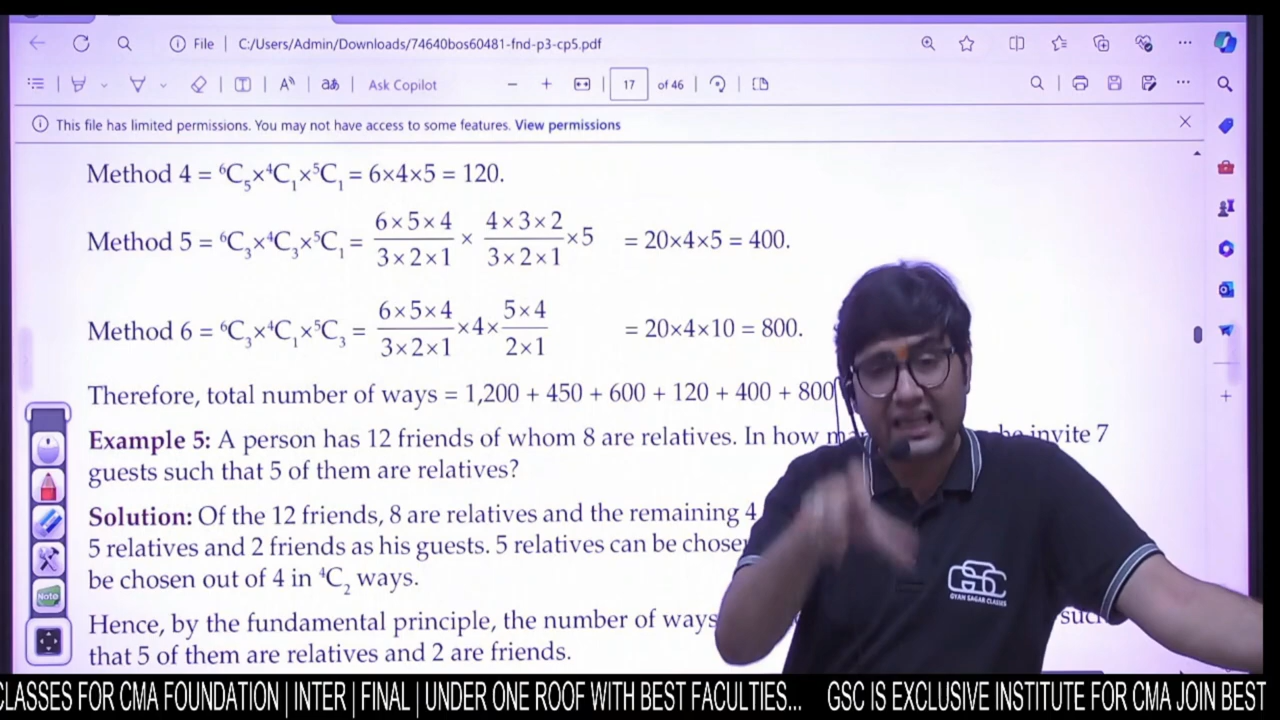 File | C:/Users/Admin/Downloads/74640bos60481-fnd-p3-cp5.pdf
aあ Ask Copilot 17 of 46
This file has limited permissions. You may not have access to some features. View permissions
Method 4 = ⁶C₅×⁴C₁×⁵C₁ = 6×4×5 = 120.
Method 5 = ⁶C₃×⁴C₃×⁵C₁ = (6×5×4)/(3×2×1) × (4×3×2)/(3×2×1) ×5 = 20×4×5 = 400.
Method 6 = ⁶C₃×⁴C₁×⁵C₃ = (6×5×4)/(3×2×1) ×4× (5×4)/(2×1) = 20×4×10 = 800.
Therefore, total number of ways = 1,200 + 450 + 600 + 120 + 400 + 800
Example 5: A person has 12 friends of whom 8 are relatives. In how invite 7
guests such that 5 of them are relatives?
Solution: Of the 12 friends, 8 are relatives and the remaining 4
5 relatives and 2 friends as his guests. 5 relatives can be
be chosen out of 4 in ⁴C₂ ways.
Hence, by the fundamental principle, the number of ways such
that 5 of them are relatives and 2 are friends.
Note
GSC
GYAN SAGAR CLASSES
CLASSES FOR CMA FOUNDATION | INTER | FINAL | UNDER ONE ROOF WITH BEST FACULTIES... GSC IS EXCLUSIVE INSTITUTE FOR CMA JOIN BEST